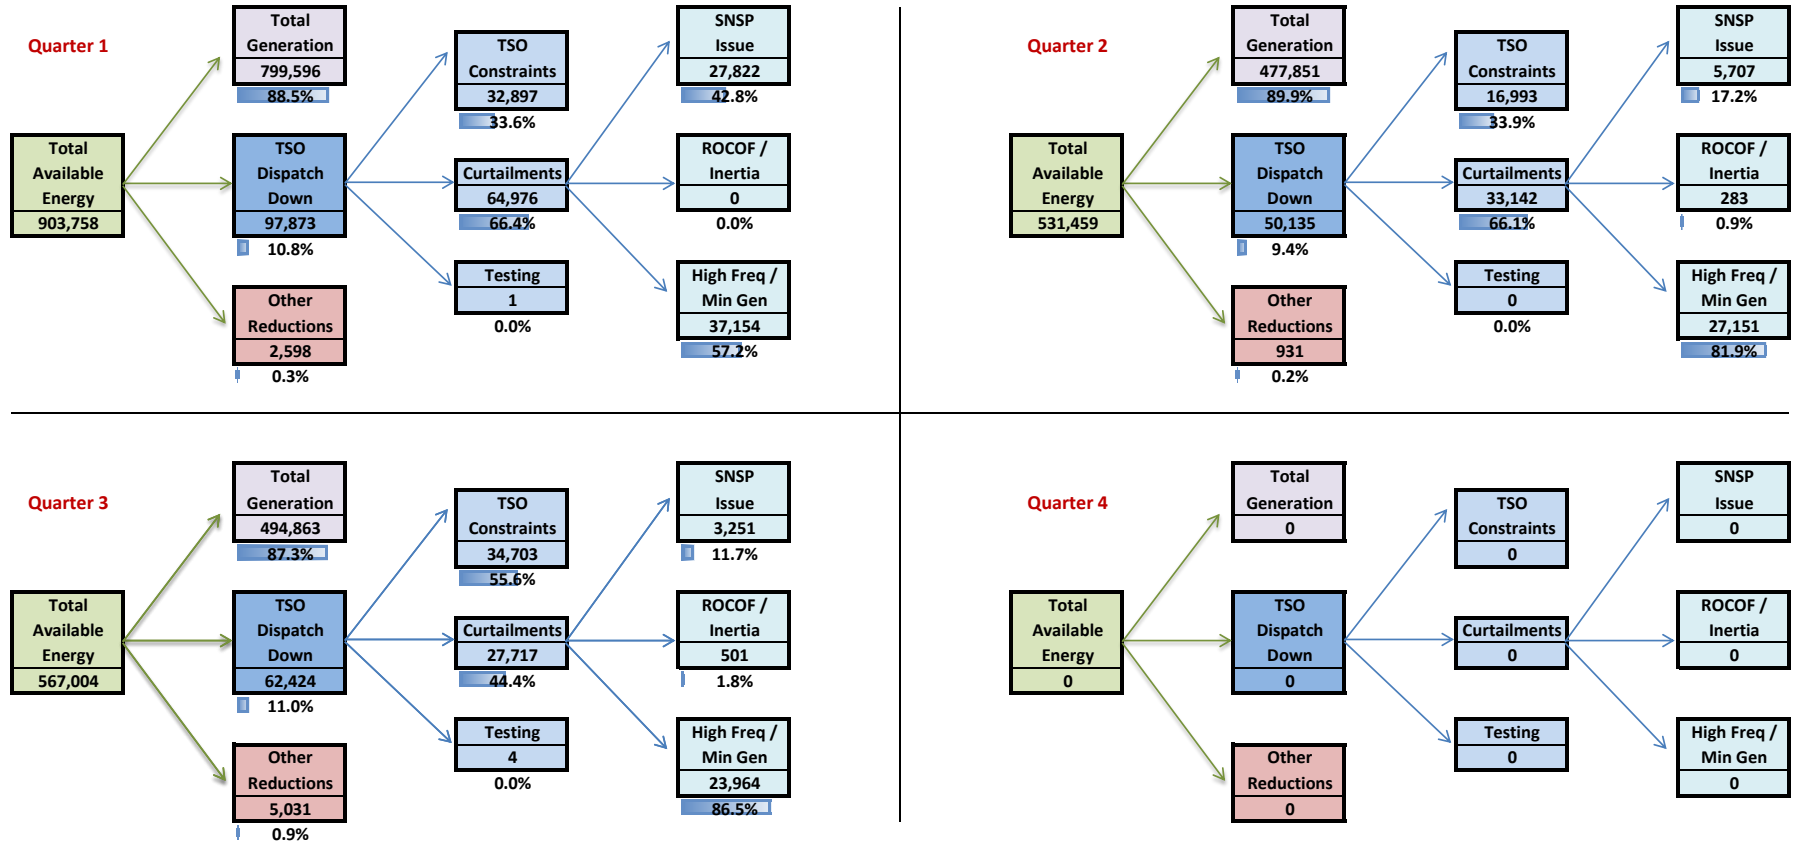 Quarter 1
Total
Generation
799,596
88.5%
Total
Available
Energy
903,758
TSO
Dispatch
Down
97,873
10.8%
Other
Reductions
2,598
0.3%
TSO
Constraints
32,897
33.6%
Curtailments
64,976
66.4%
Testing
1
0.0%
SNSP
Issue
27,822
42.8%
ROCOF /
Inertia
0
0.0%
High Freq /
Min Gen
37,154
57.2%
Quarter 2
Total
Generation
477,851
89.9%
Total
Available
Energy
531,459
TSO
Dispatch
Down
50,135
9.4%
Other
Reductions
931
0.2%
TSO
Constraints
16,993
33.9%
Curtailments
33,142
66.1%
Testing
0
0.0%
SNSP
Issue
5,707
17.2%
ROCOF /
Inertia
283
0.9%
High Freq /
Min Gen
27,151
81.9%
Quarter 3
Total
Generation
494,863
87.3%
Total
Available
Energy
567,004
TSO
Dispatch
Down
62,424
11.0%
Other
Reductions
5,031
0.9%
TSO
Constraints
34,703
55.6%
Curtailments
27,717
44.4%
Testing
4
0.0%
SNSP
Issue
3,251
11.7%
ROCOF /
Inertia
501
1.8%
High Freq /
Min Gen
23,964
86.5%
Quarter 4
Total
Generation
0
Total
Available
Energy
0
TSO
Dispatch
Down
0
Other
Reductions
0
TSO
Constraints
0
Curtailments
0
Testing
0
SNSP
Issue
0
ROCOF /
Inertia
0
High Freq /
Min Gen
0